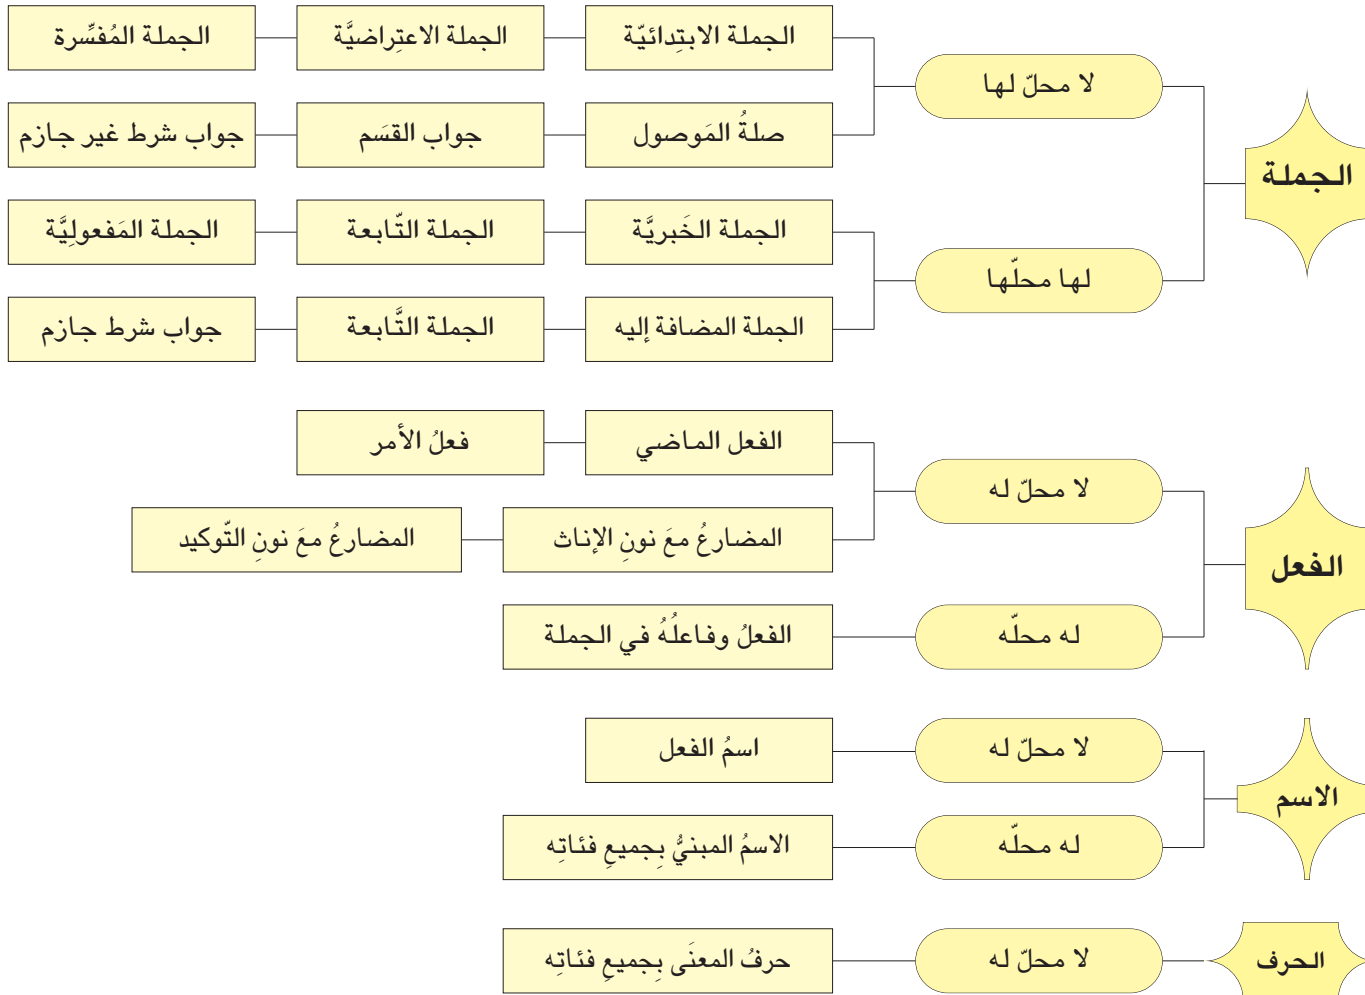 الجملة
لا محلّ لها
الجملة الابتِدائيّة
الجملة الاعتِراضيَّة
الجملة المُفسِّرة
صلةُ المَوصول
جواب القسَم
جواب شرط غير جازم
لها محلّها
الجملة الخَبريَّة
الجملة التّابعة
الجملة المَفعولِيَّة
الجملة المضافة إليه
الجملة التَّابعة
جواب شرط جازم
الفعل
لا محلّ له
الفعل الماضي
فعلُ الأمر
المضارعُ معَ نونِ الإناث
المضارعُ معَ نونِ التّوكيد
له محلّه
الفعلُ وفاعلُهُ في الجملة
الاسم
لا محلّ له
اسمُ الفعل
له محلّه
الاسمُ المبنيُّ بِجميعِ فئاتِه
الحرف
لا محلّ له
حرفُ المعنَى بِجميعِ فئاتِه